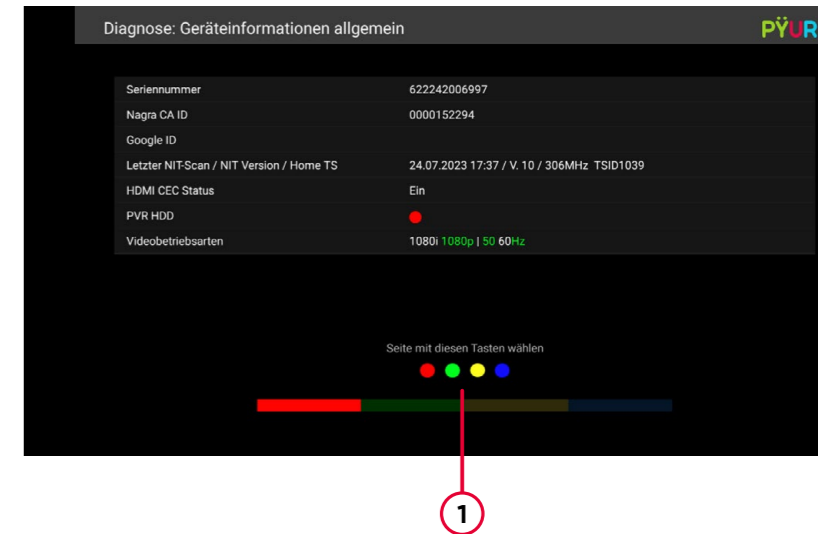 Diagnose: Geräteinformationen allgemein PŸUR
Seriennummer 622242006997
Nagra CA ID 0000152294
Google ID
Letzter NIT-Scan / NIT Version / Home TS 24.07.2023 17:37 / V. 10 / 306MHz TSID1039
HDMI CEC Status Ein
PVR HDD
Videobetriebsarten 1080i 1080p | 50 60Hz
Seite mit diesen Tasten wählen
1